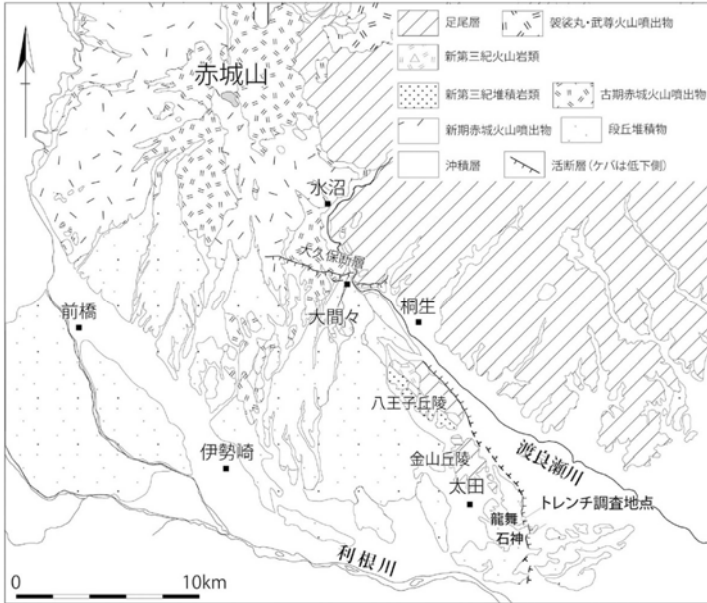 足尾層
袈裟丸・武尊火山噴出物
新第三紀火山岩類
新第三紀堆積岩類
古期赤城火山噴出物
新期赤城火山噴出物
段丘堆積物
沖積層
活断層(ケバは低下側)
赤城山
水沼
大久保断層
大間々
桐生
前橋
八王子丘陵
伊勢崎
金山丘陵
太田
渡良瀬川
トレンチ調査地点
龍舞
石神
利根川
0
10km